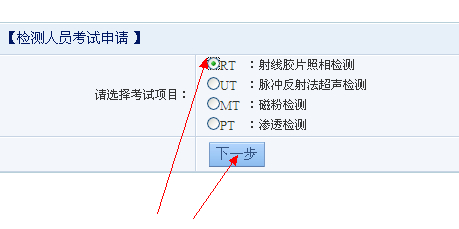 【检测人员考试申请 】
RT ：射线胶片照相检测
请选择考试项目：
UT ：脉冲反射法超声检测
MT ：磁粉检测
PT ：渗透检测
下一步